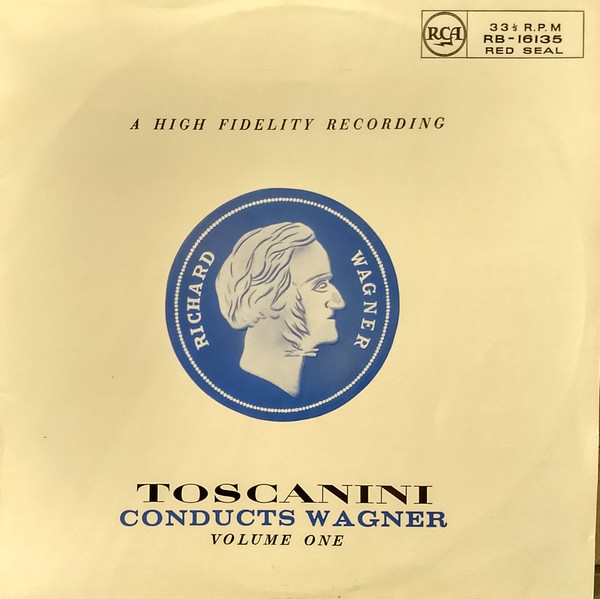 RCA
33⅓ R.P.M
RB-16135
RED SEAL
A HIGH FIDELITY RECORDING
RICHARD WAGNER
TOSCANINI
CONDUCTS WAGNER
VOLUME ONE